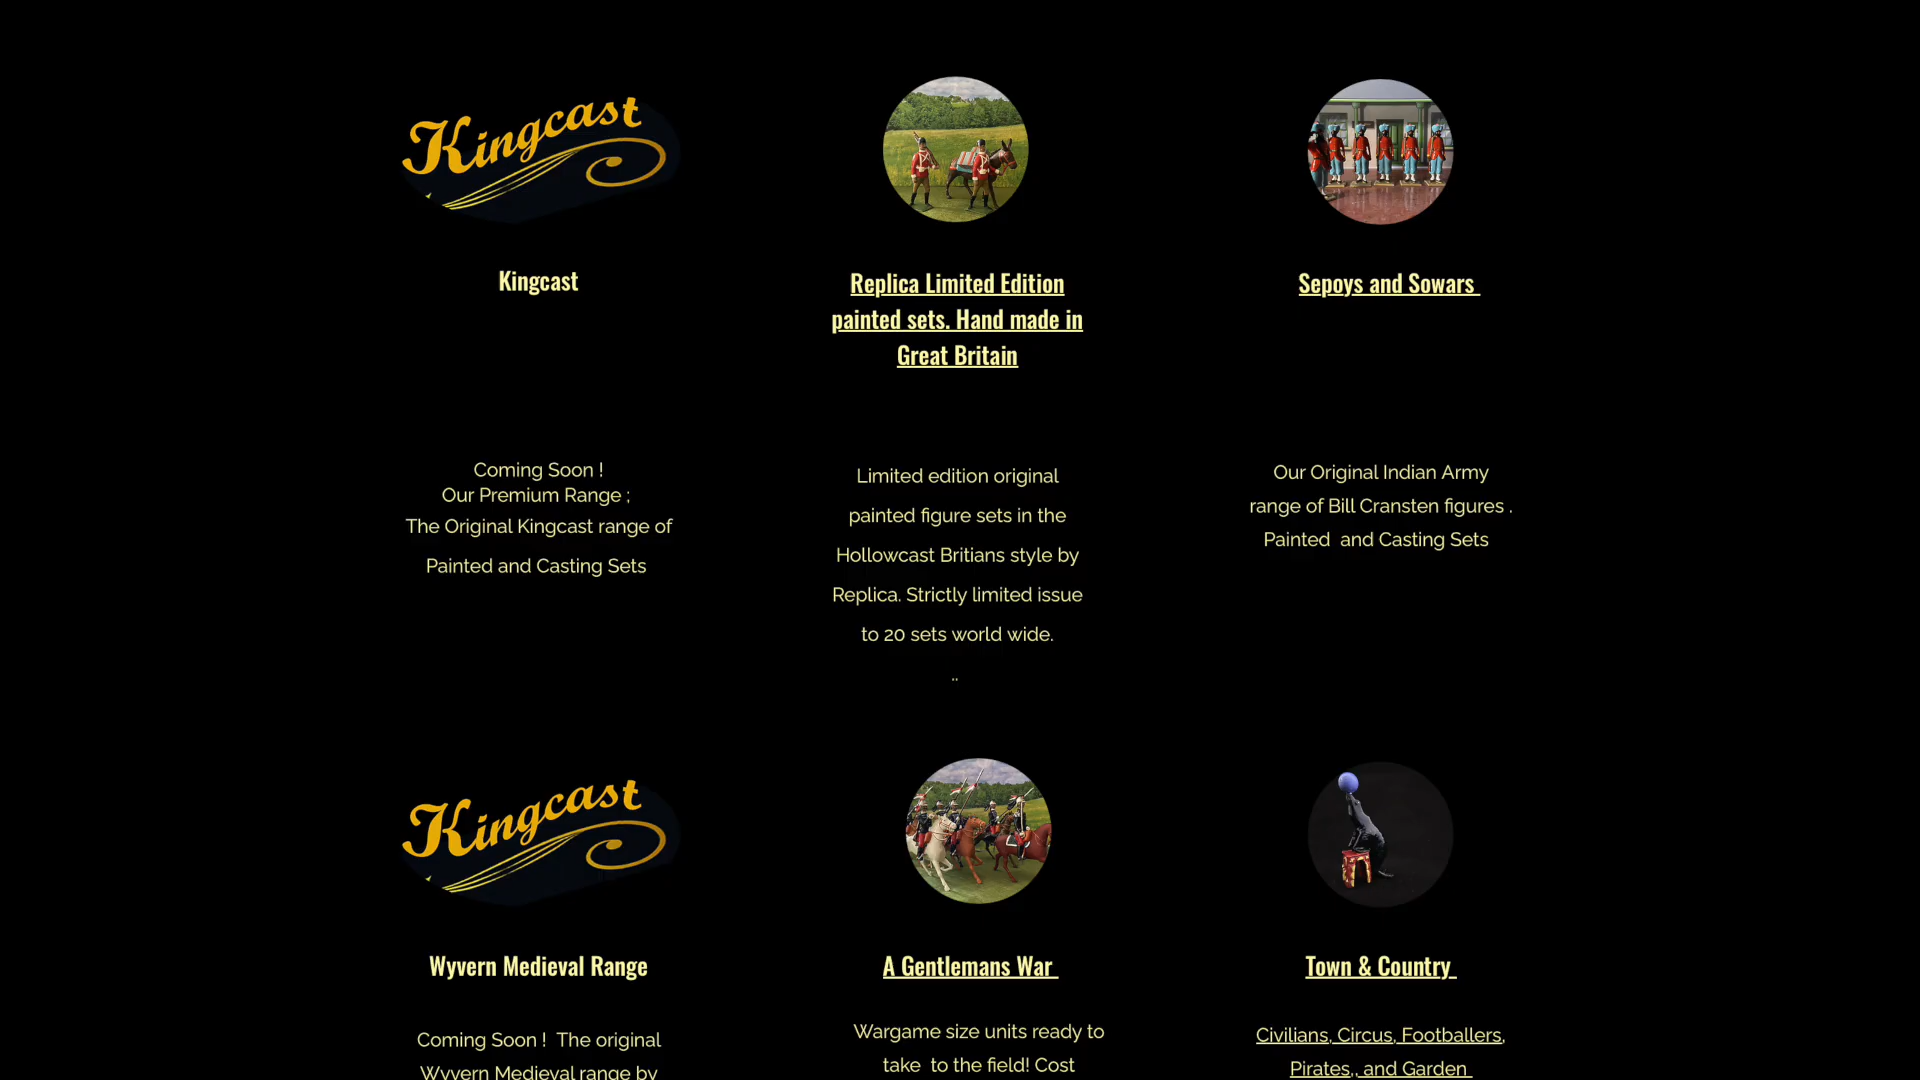 Kingcast
Kingcast
Coming Soon !
Our Premium Range ;
The Original Kingcast range of
Painted and Casting Sets
Replica Limited Edition
painted sets. Hand made in
Great Britain
Limited edition original
painted figure sets in the
Hollowcast Britians style by
Replica. Strictly limited issue
to 20 sets world wide.
..
Sepoys and Sowars
Our Original Indian Army
range of Bill Cransten figures .
Painted  and Casting Sets
Kingcast
Wyvern Medieval Range
Coming Soon !  The original
Wyvern Medieval range by
A Gentlemans War
Wargame size units ready to
take  to the field! Cost
Town & Country
Civilians, Circus, Footballers,
Pirates,, and Garden